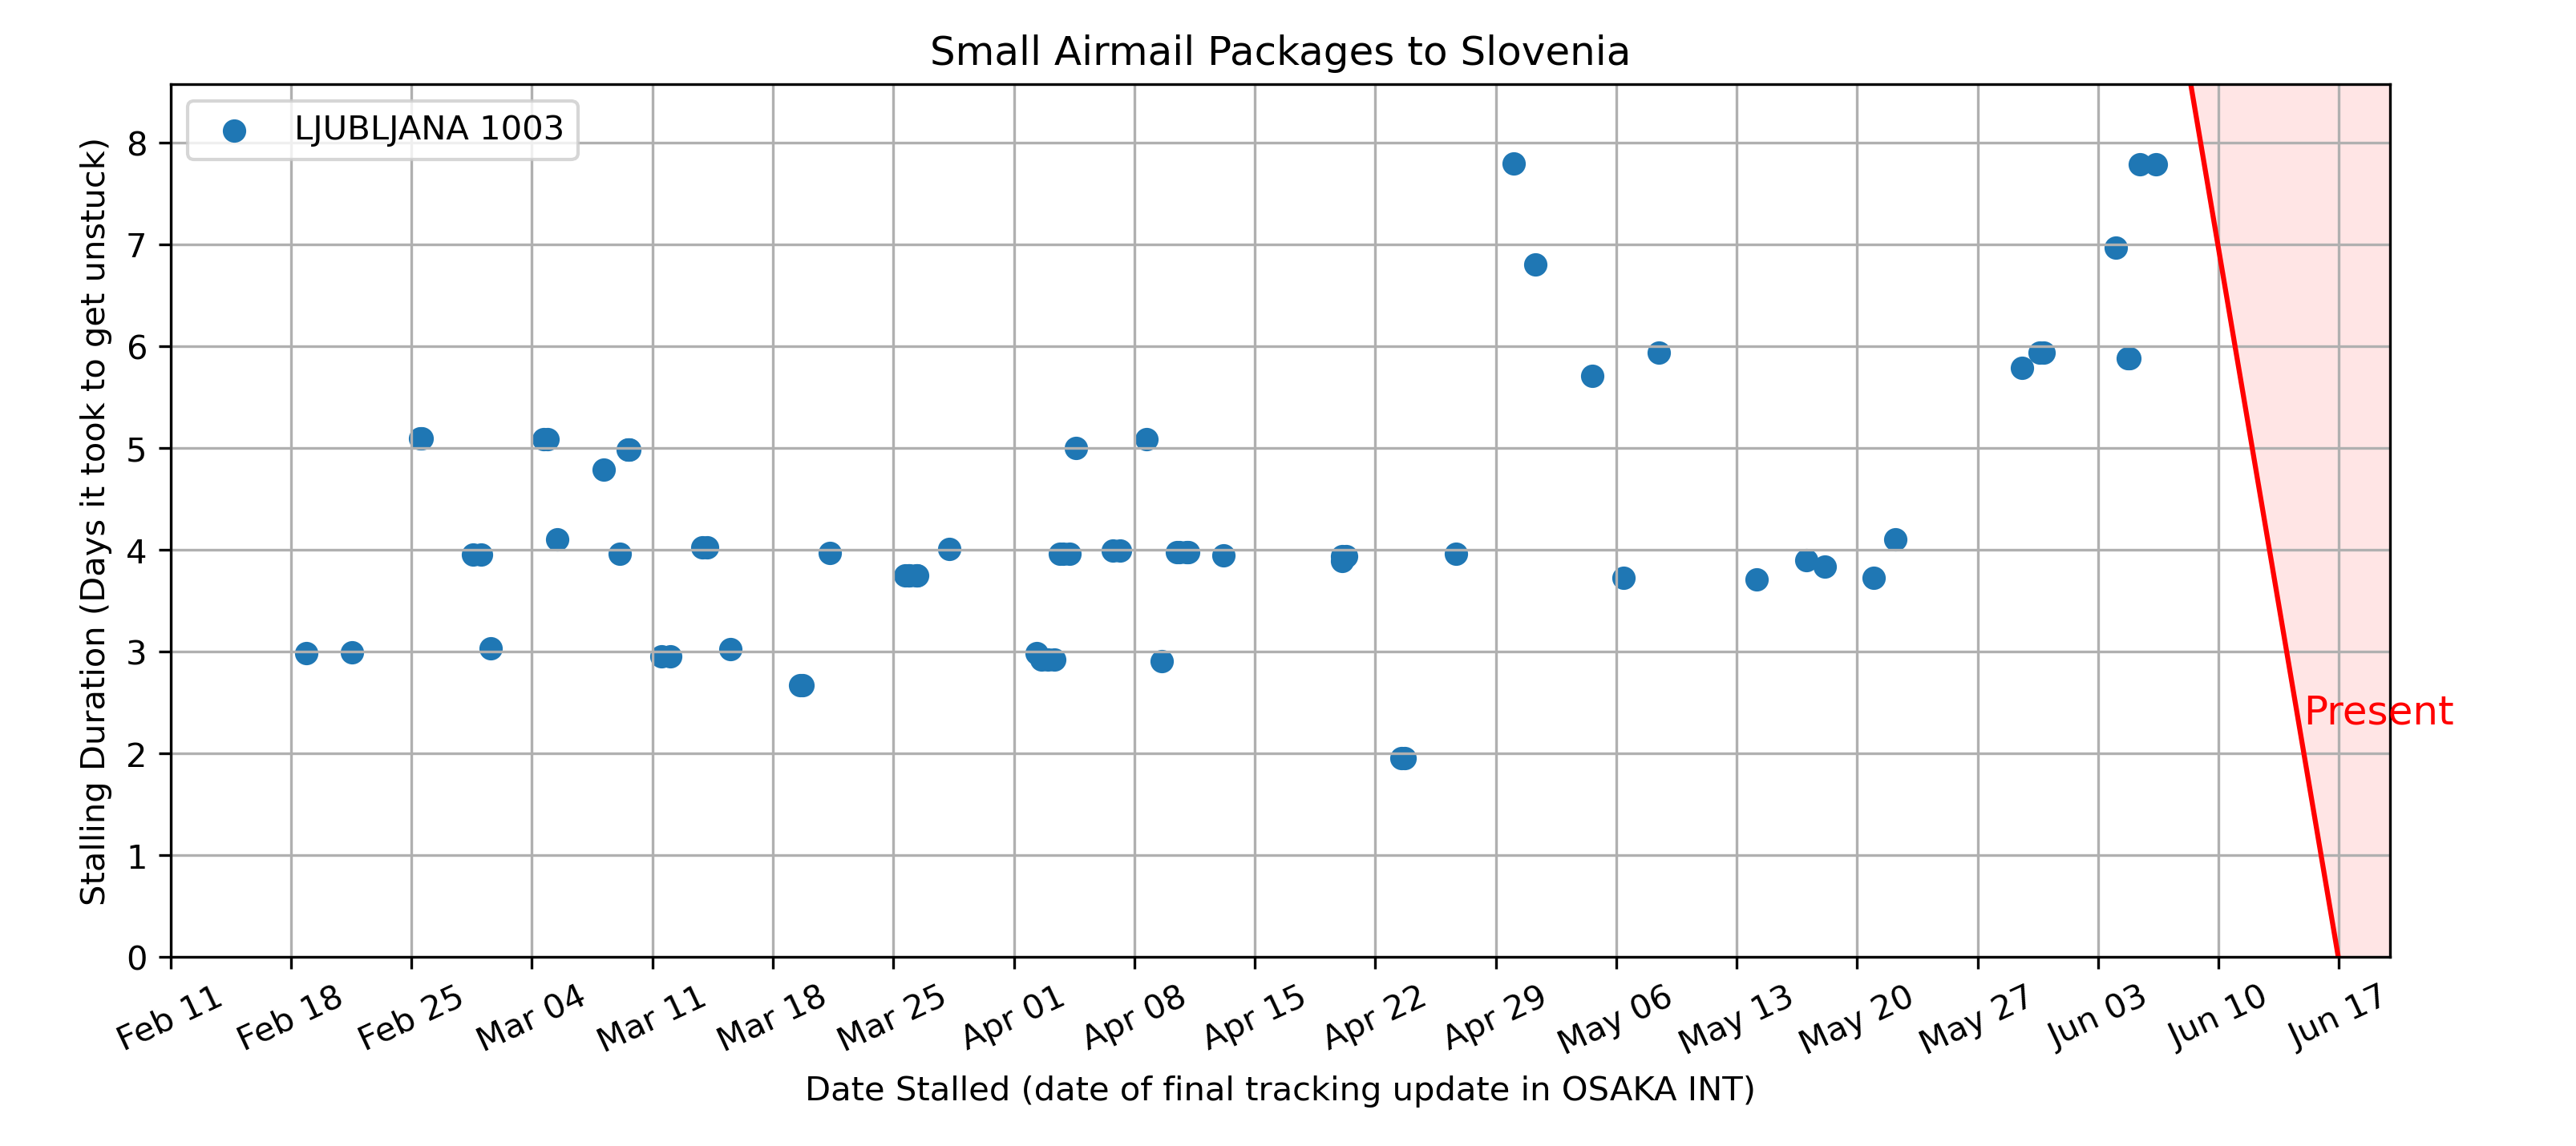 Small Airmail Packages to Slovenia
LJUBLJANA 1003
Stalling Duration (Days it took to get unstuck)
8
7
6
5
4
3
2
1
0
Present
Feb 11
Feb 18
Feb 25
Mar 04
Mar 11
Mar 18
Mar 25
Apr 01
Apr 08
Apr 15
Apr 22
Apr 29
May 06
May 13
May 20
May 27
Jun 03
Jun 10
Jun 17
Date Stalled (date of final tracking update in OSAKA INT)